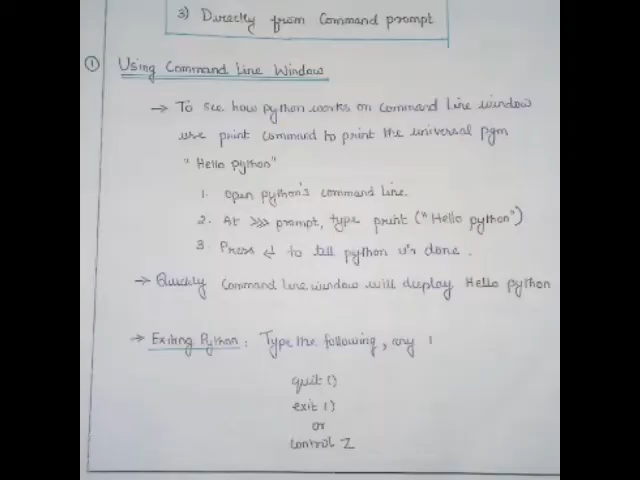 3) Directly from Command prompt
① Using Command Line Window
→ To see how python works on command line window
use print command to print the universal pgm
"Hello python"
1. Open python's command line
2. At >>> prompt, type print ("Hello python")
3 Press ↵ to tell python u'r done.
→ Quickly command line window will display Hello python
→ Exiting Python: Type the following, any 1
quit ()
exit ()
or
control Z